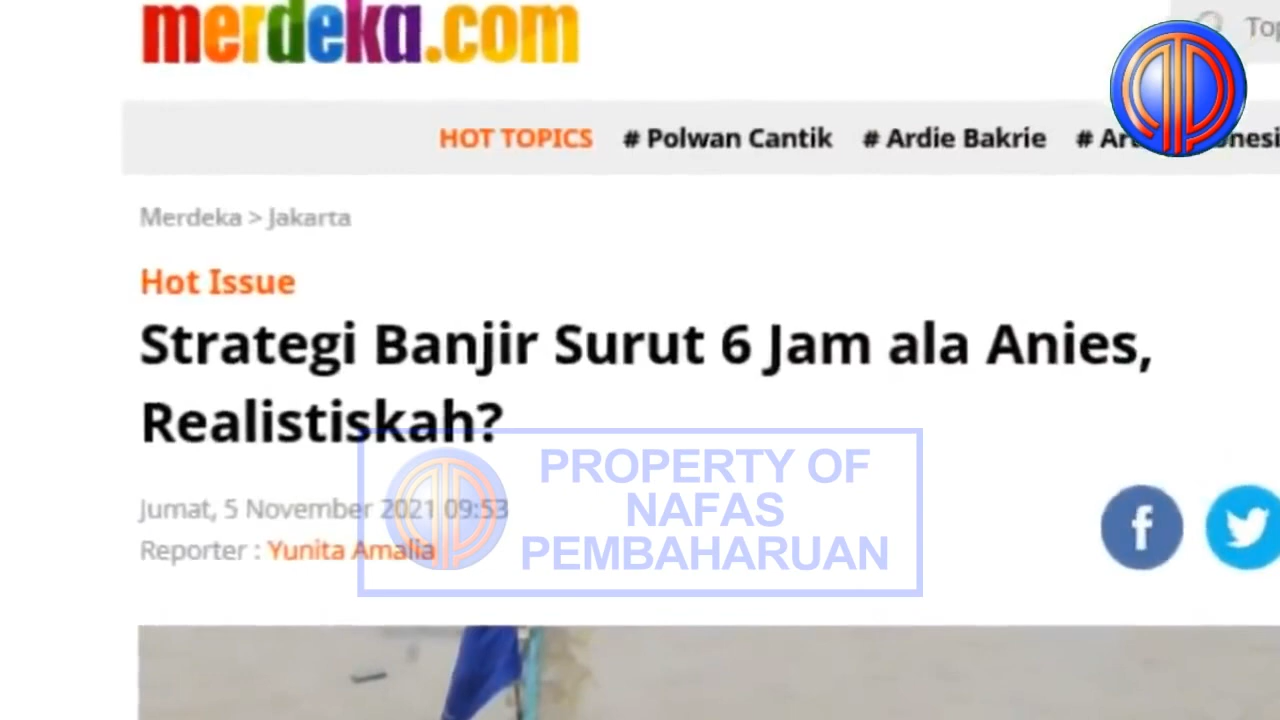 merdeka.com
Top
HOT TOPICS # Polwan Cantik # Ardie Bakrie #
Merdeka > Jakarta
Hot Issue
Strategi Banjir Surut 6 Jam ala Anies,
Realistiskah?
Jumat, 5 November 2021 09:53
Reporter : Yunita Amalia
PROPERTY OF
NAFAS
PEMBAHARUAN